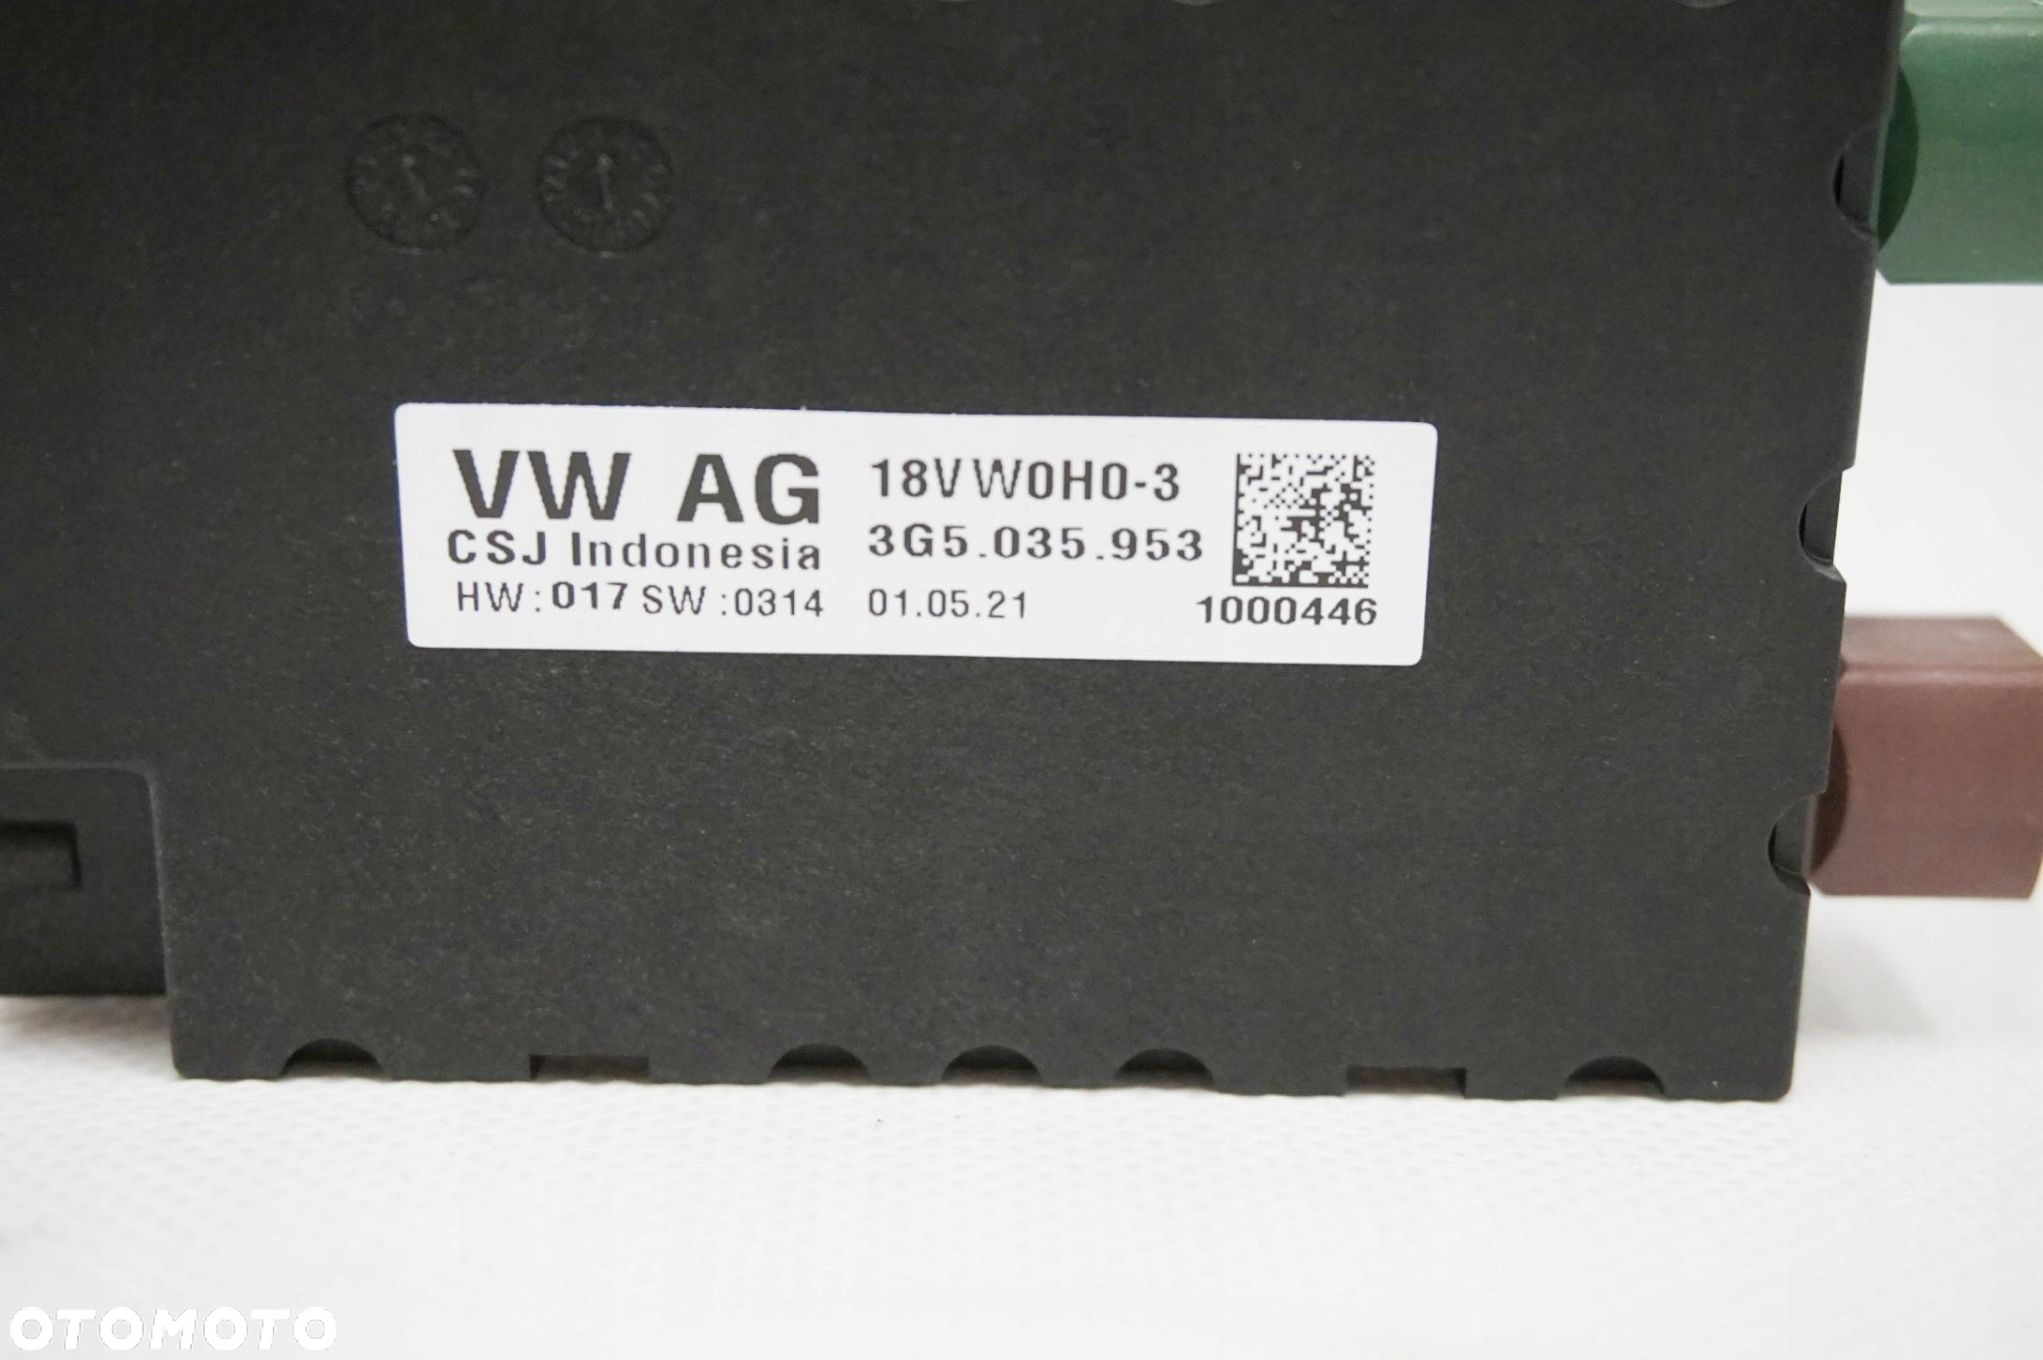 VW AG
CSJ Indonesia
HW:017 SW:0314
18VW0H0-3
3G5.035.953
01.05.21
1000446
OTOMOTO